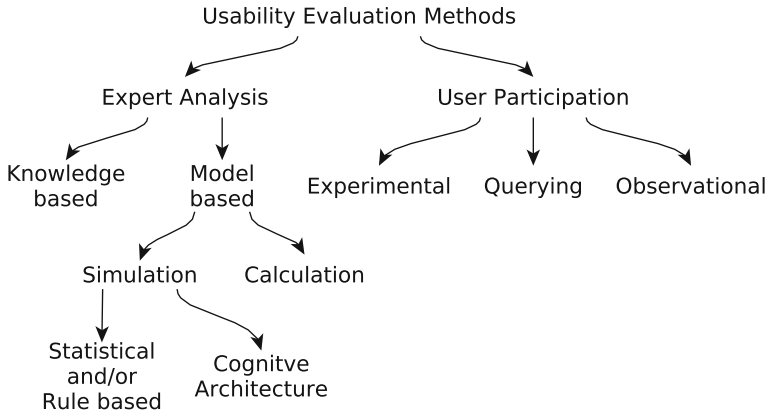 Usability Evaluation Methods
Expert Analysis
User Participation
Knowledge
based
Model
based
Experimental
Querying
Observational
Simulation
Calculation
Statistical
and/or
Rule based
Cognitve
Architecture